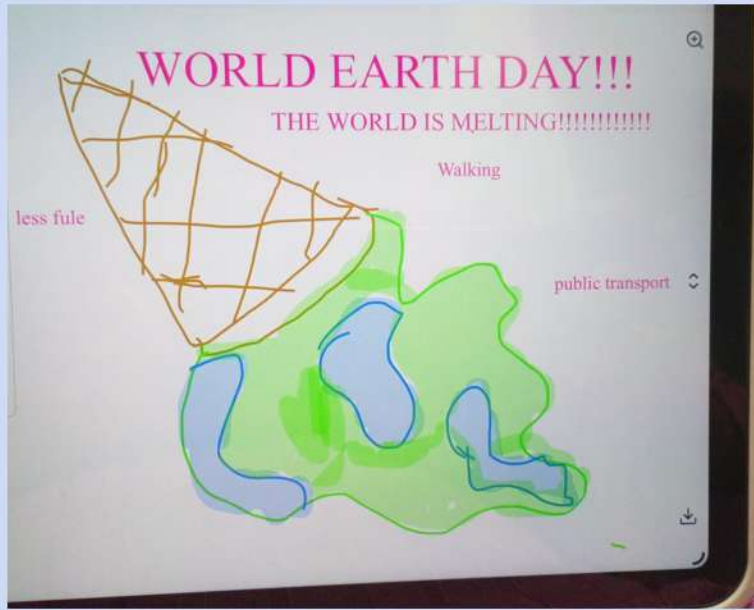 WORLD EARTH DAY!!!
THE WORLD IS MELTING!!!!!!!!!!!!
Walking
less fule
public transport